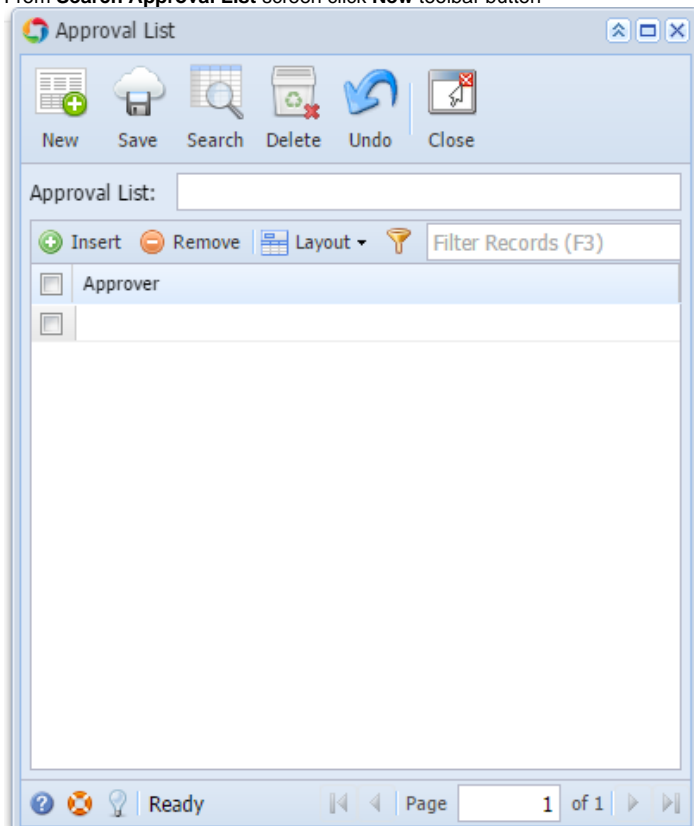 From Search Approval List screen click New toolbar button
Approval List
New Save Search Delete Undo Close
Approval List:
Insert Remove Layout Filter Records (F3)
Approver
Ready Page 1 of 1